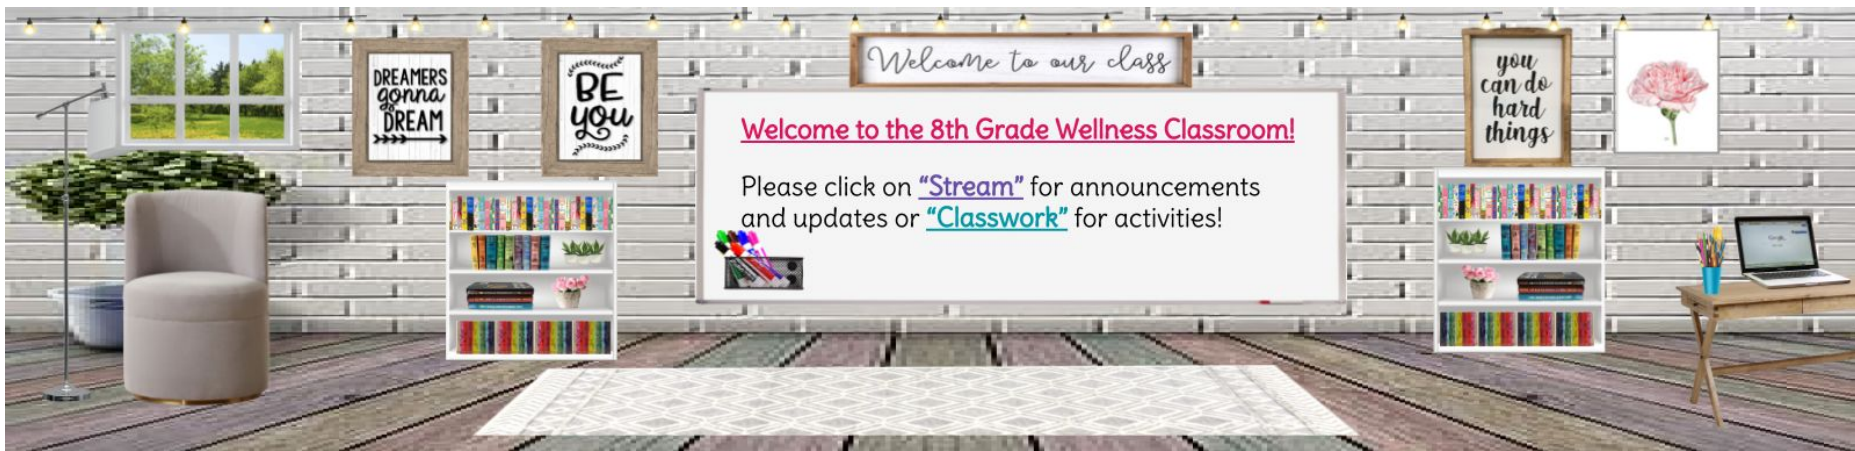 DREAMERS
gonna
DREAM
BE
you
Welcome to our class
Welcome to the 8th Grade Wellness Classroom!
Please click on “Stream” for announcements
and updates or “Classwork” for activities!
you
can do
hard
things
Google